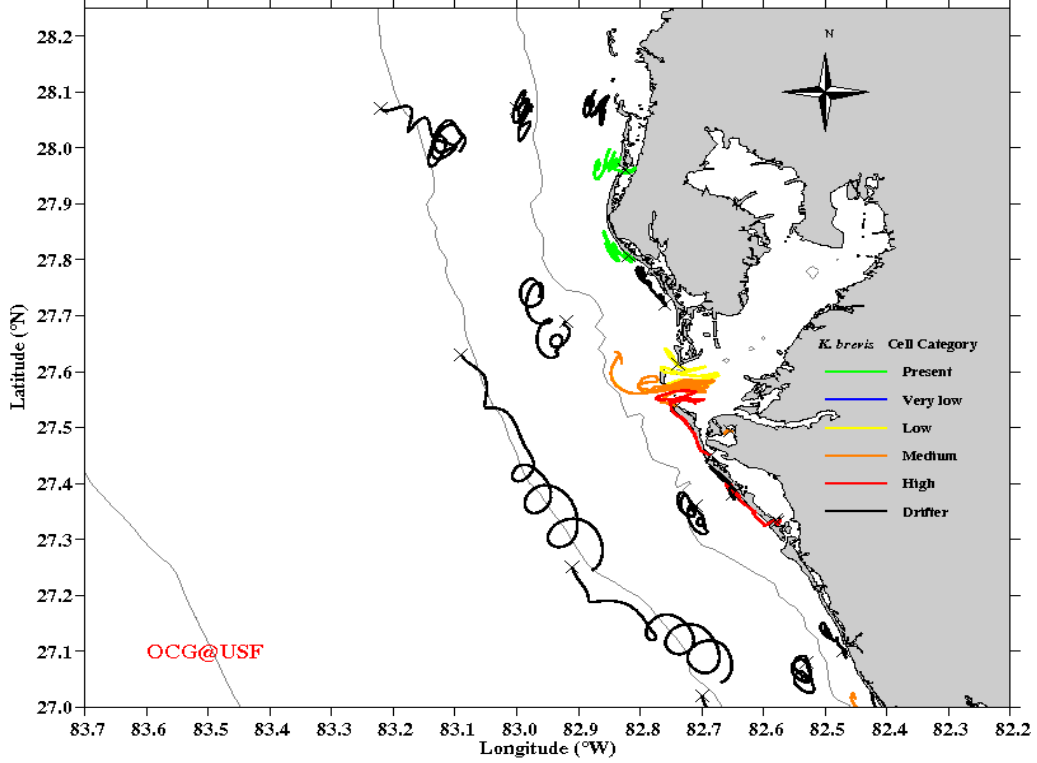 N
28.2
28.1
28.0
27.9
27.8
27.7
27.6
27.5
27.4
27.3
27.2
27.1
27.0
Latitude (°N)
K. brevis Cell Category
Present
Very low
Low
Medium
High
Drifter
OCG@USF
83.7 83.6 83.5 83.4 83.3 83.2 83.1 83.0 82.9 82.8 82.7 82.6 82.5 82.4 82.3 82.2
Longitude (°W)